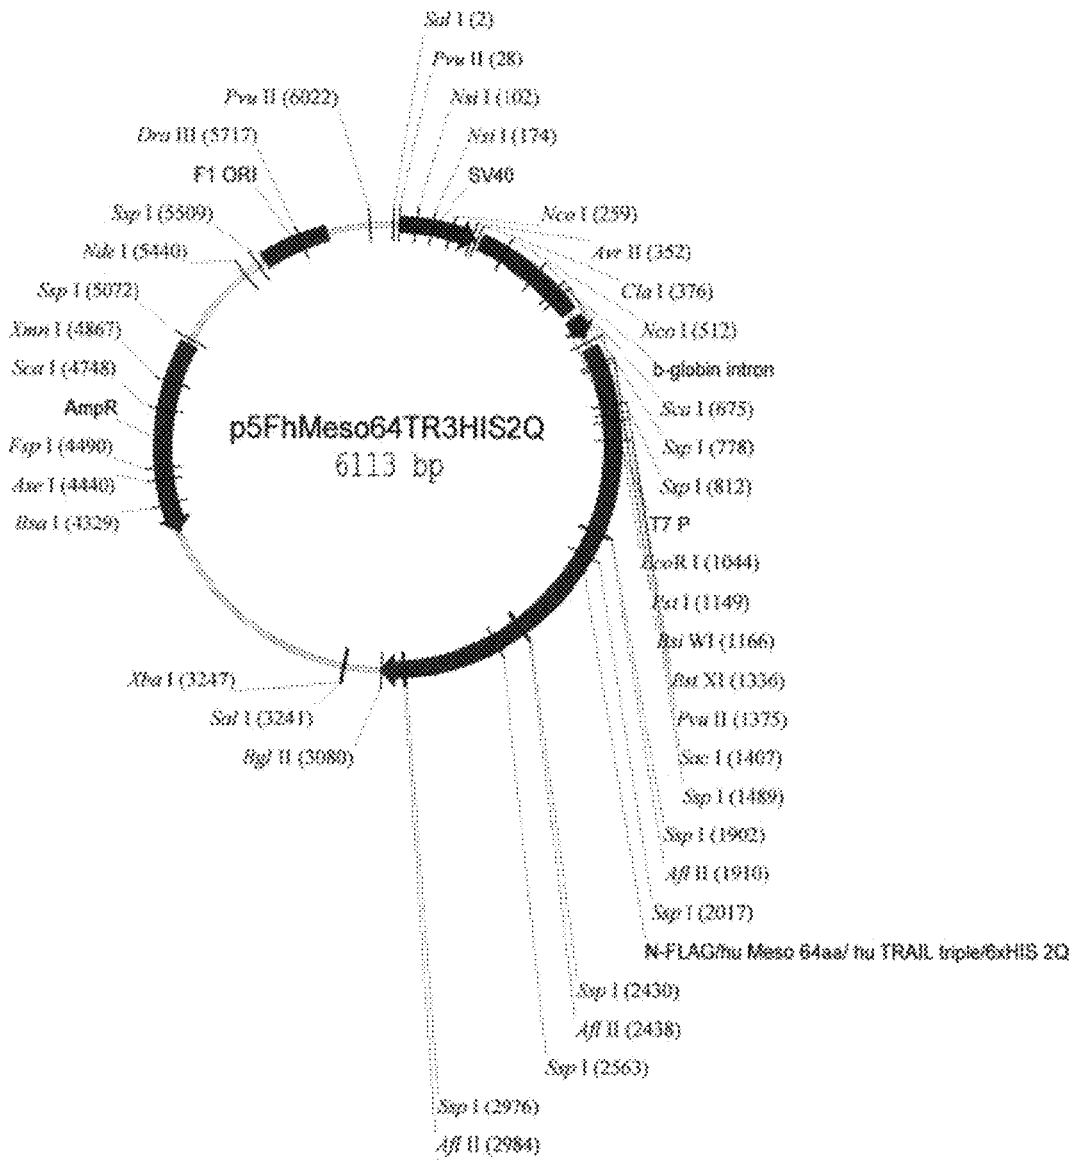 Sal I (2)
Pvu II (28)
Nsi I (102)
Nsi I (174)
SV40
Nco I (259)
Avr II (352)
Cla I (376)
Nco I (512)
b-globin intron
Sca I (675)
Ssp I (778)
Ssp I (812)
T7 P
EcoR I (1044)
Pst I (1149)
Bsi WI (1166)
Bst XI (1336)
Pvu II (1375)
Sac I (1407)
Ssp I (1489)
Ssp I (1902)
Afl II (1910)
Ssp I (2017)
N-FLAG/hu Meso 64aa/ hu TRAIL triple/6xHIS 2Q
Ssp I (2430)
Afl II (2438)
Ssp I (2563)
Ssp I (2976)
Afl II (2984)
Bgl II (3080)
Sal I (3241)
Xba I (3247)
Bsa I (4329)
Ase I (4440)
Fsp I (4490)
AmpR
Sca I (4748)
Xmn I (4867)
Ssp I (5072)
Nde I (5440)
Ssp I (5509)
F1 ORI
Dra III (5717)
Pvu II (6022)
p5FhMeso64TR3HIS2Q
6113 bp